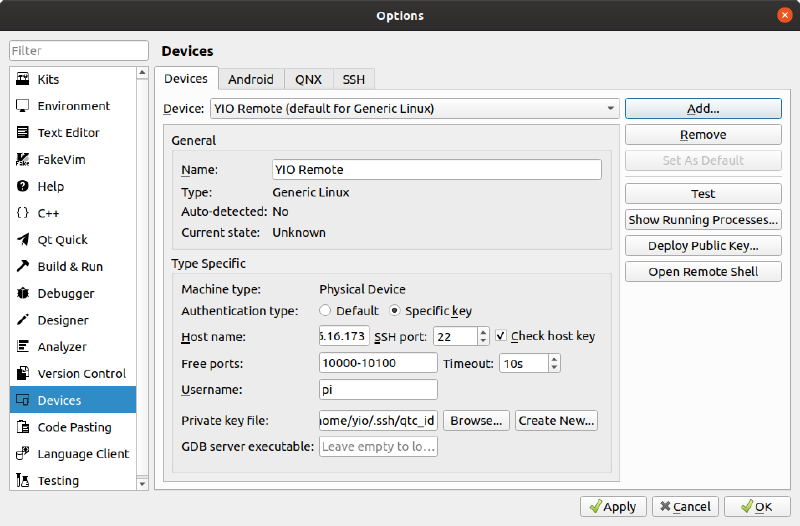 Options
Filter
Kits
Environment
Text Editor
FakeVim
Help
C++
Qt Quick
Build & Run
Debugger
Designer
Analyzer
Version Control
Devices
Code Pasting
Language Client
Testing
Devices
Devices Android QNX SSH
Device: YIO Remote (default for Generic Linux)
General
Name: YIO Remote
Type: Generic Linux
Auto-detected: No
Current state: Unknown
Type Specific
Machine type: Physical Device
Authentication type: Default Specific key
Host name: 6.16.173 SSH port: 22 Check host key
Free ports: 10000-10100 Timeout: 10s
Username: pi
Private key file: home/yio/.ssh/qtc_id Browse... Create New...
GDB server executable: Leave empty to lo...
Add...
Remove
Set As Default
Test
Show Running Processes...
Deploy Public Key...
Open Remote Shell
Apply Cancel OK